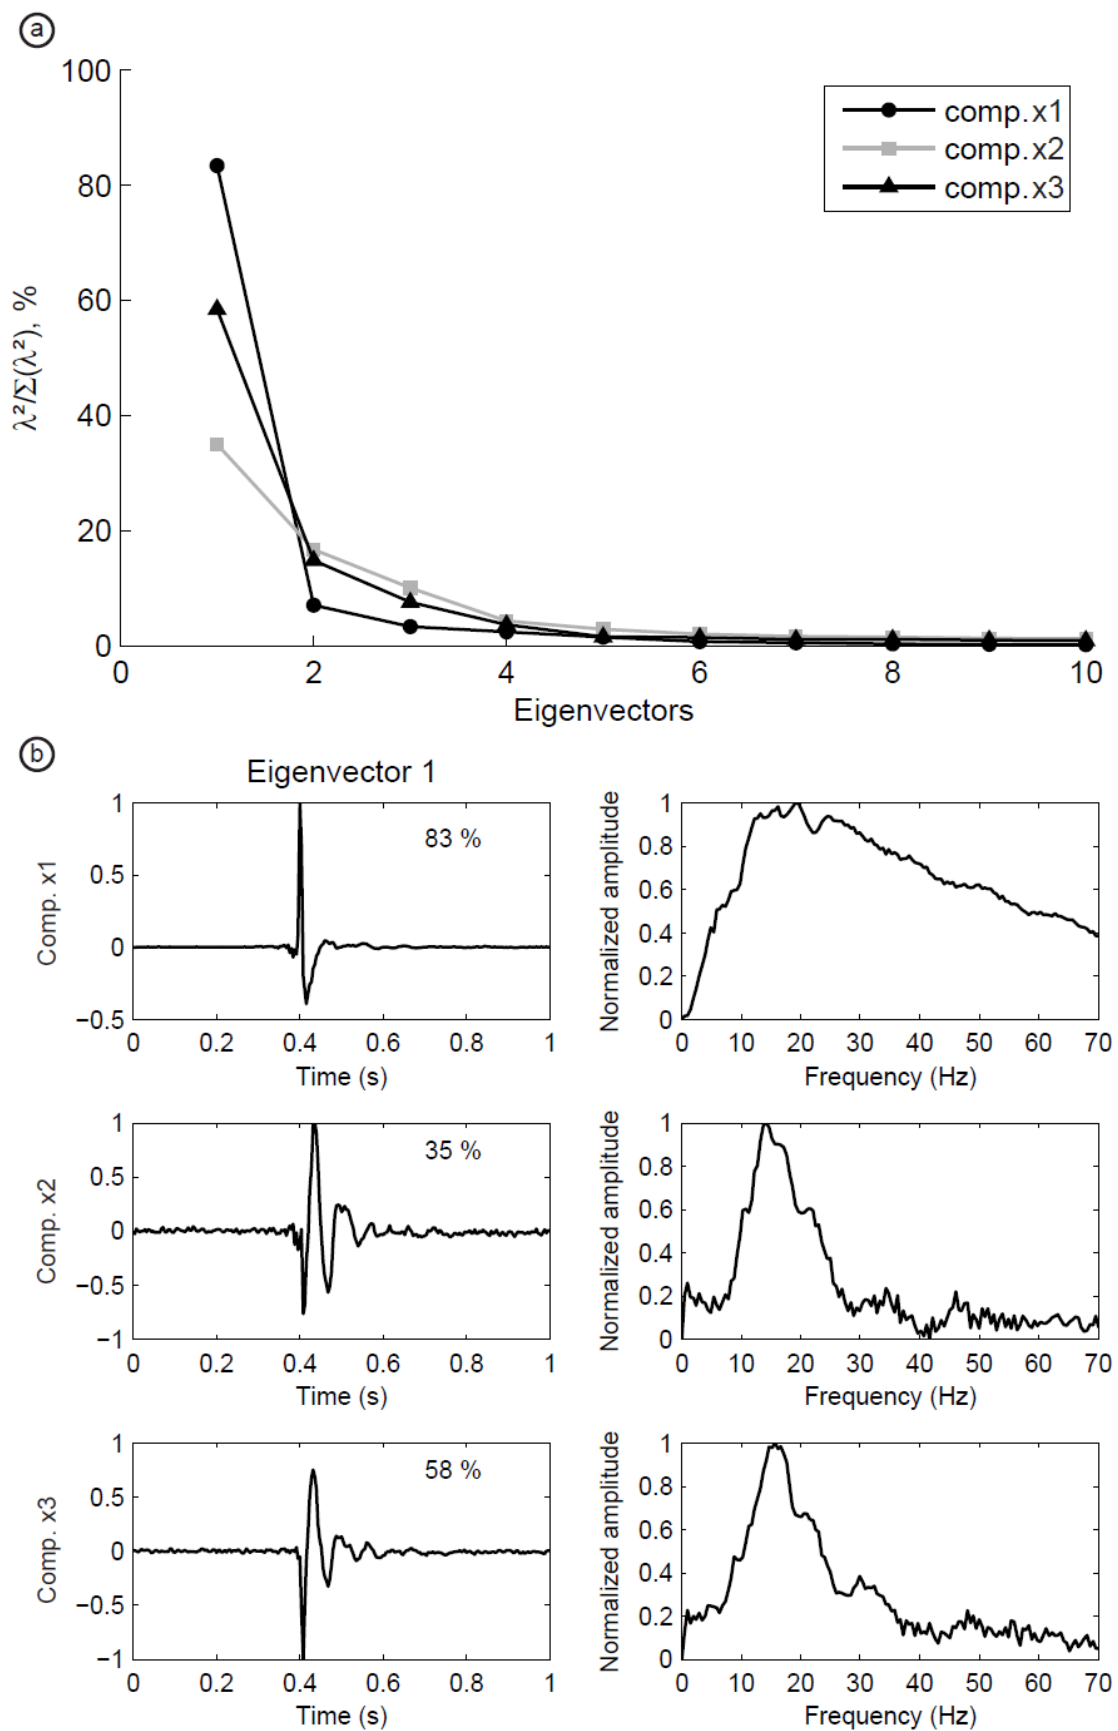 a
100
80
60
40
20
0
λ²/Σ(λ²), %
comp. x1
comp. x2
comp. x3
0 2 4 6 8 10
Eigenvectors
b
Eigenvector 1
1
0.5
0
−0.5
Comp. x1
83 %
0 0.2 0.4 0.6 0.8 1
Time (s)
1
0.8
0.6
0.4
0.2
0
Normalized amplitude
0 10 20 30 40 50 60 70
Frequency (Hz)
1
0.5
0
−0.5
−1
Comp. x2
35 %
0 0.2 0.4 0.6 0.8 1
Time (s)
1
0.8
0.6
0.4
0.2
0
Normalized amplitude
0 10 20 30 40 50 60 70
Frequency (Hz)
1
0.5
0
−0.5
−1
Comp. x3
58 %
0 0.2 0.4 0.6 0.8 1
Time (s)
1
0.8
0.6
0.4
0.2
0
Normalized amplitude
0 10 20 30 40 50 60 70
Frequency (Hz)